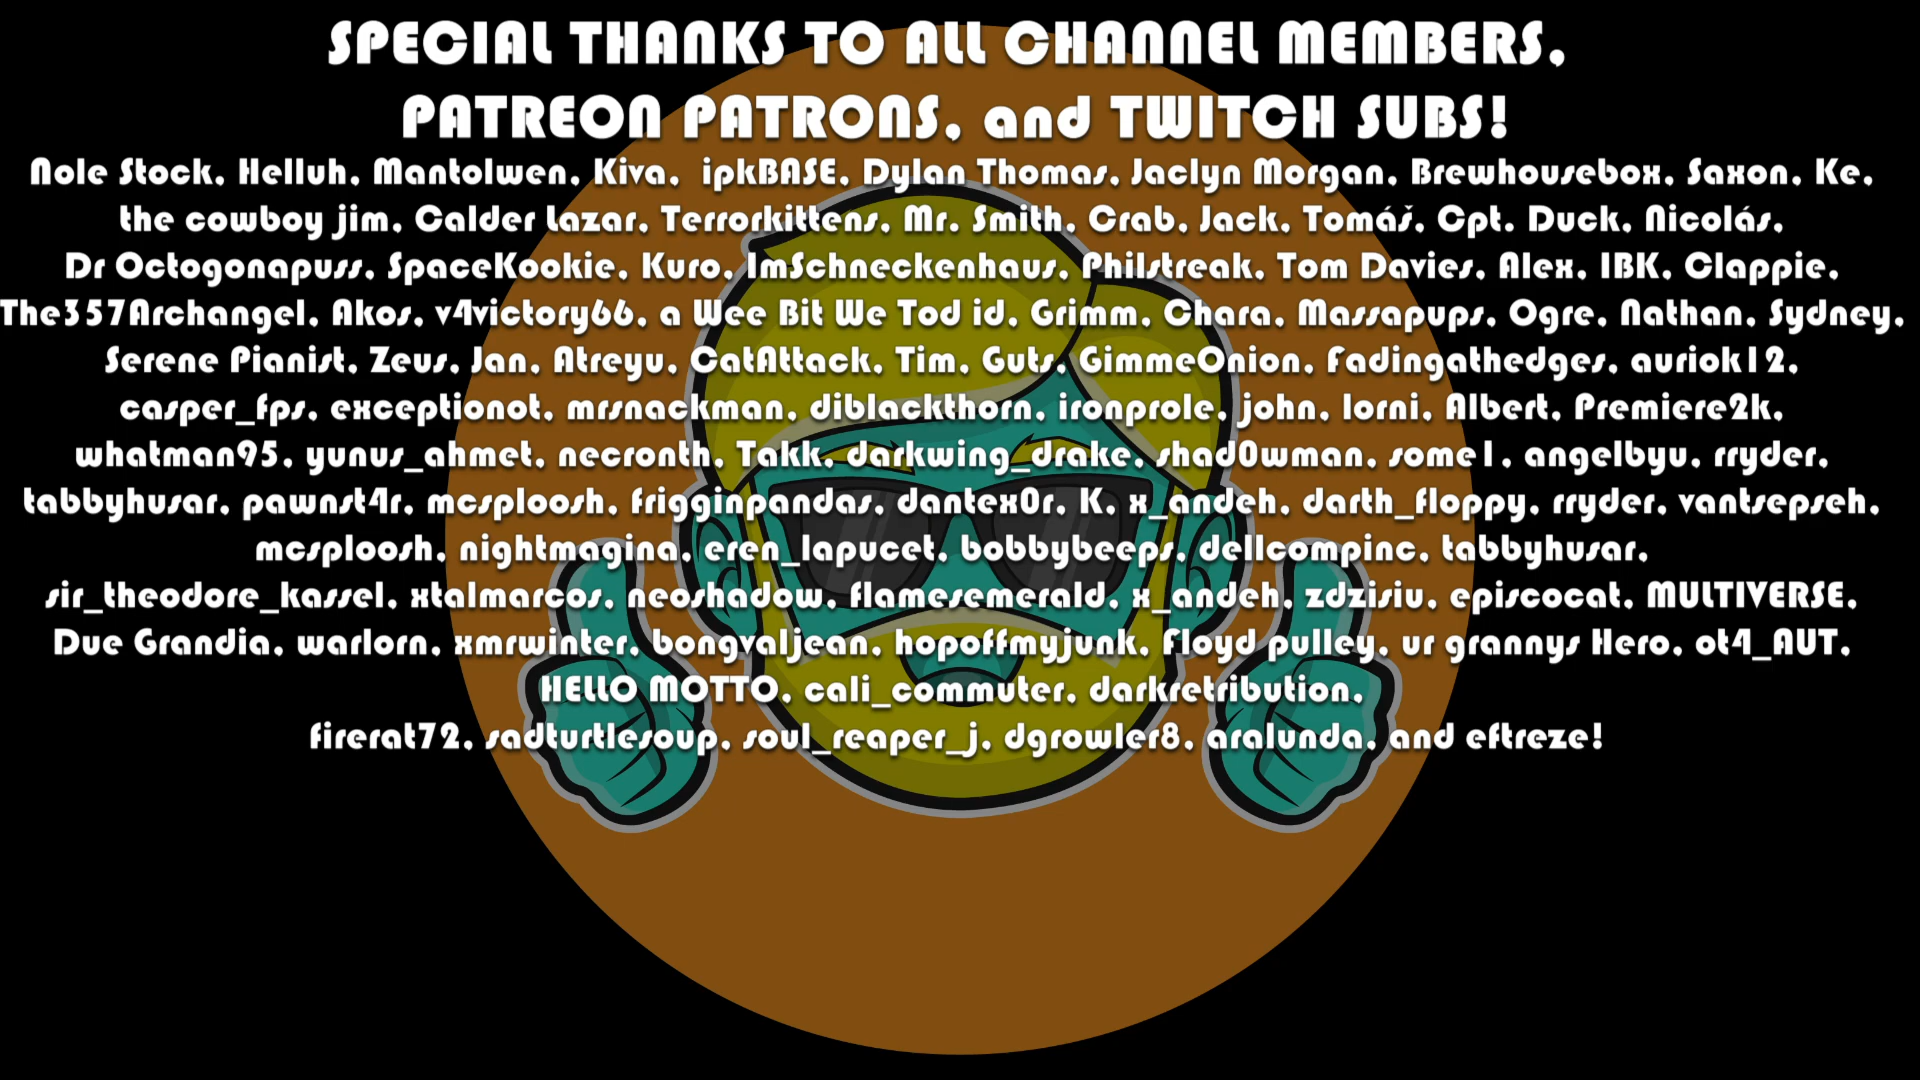 SPECIAL THANKS TO ALL CHANNEL MEMBERS,
PATREON PATRONS, and TWITCH SUBS!
Nole Stock, Helluh, Mantolwen, Kiva,  ipkBASE, Dylan Thomas, Jaclyn Morgan, Brewhousebox, Saxon, Ke,
the cowboy jim, Calder Lazar, Terrorkittens, Mr. Smith, Crab, Jack, Tomáš, Cpt. Duck, Nicolás,
Dr Octogonapuss, SpaceKookie, Kuro, ImSchneckenhaus, Philstreak, Tom Davies, Alex, IBK, Clappie,
The357Archangel, Akos, v4victory66, a Wee Bit We Tod id, Grimm, Chara, Massapups, Ogre, Nathan, Sydney,
Serene Pianist, Zeus, Jan, Atreyu, CatAttack, Tim, Guts, GimmeOnion, Fadingathedges, auriok12,
casper_fps, exceptionot, mrsnackman, diblackthorn, ironprole, john, lorni, Albert, Premiere2k,
whatman95, yunus_ahmet, necronth, Takk, darkwing_drake, shad0wman, some1, angelbyu, rryder,
tabbyhusar, pawnst4r, mcsploosh, frigginpandas, dantex0r, K, x_andeh, darth_floppy, rryder, vantsepseh,
mcsploosh, nightmagina, eren_lapucet, bobbybeeps, dellcompinc, tabbyhusar,
sir_theodore_kassel, xtalmarcos, neoshadow, flamesemerald, x_andeh, zdzisiu, episcocat, MULTIVERSE,
Due Grandia, warlorn, xmrwinter, bongvaljean, hopoffmyjunk, Floyd pulley, ur grannys Hero, ot4_AUT,
HELLO MOTTO, cali_commuter, darkretribution,
firerat72, sadturtlesoup, soul_reaper_j, dgrowler8, aralunda, and eftreze!